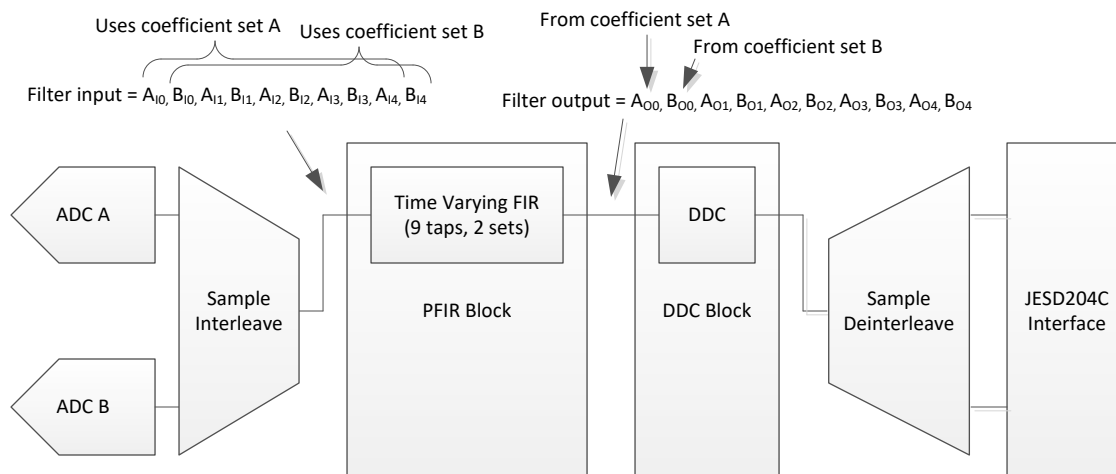 From coefficient set A
Uses coefficient set A
Uses coefficient set B
From coefficient set B
Filter input = A_I0, B_I0, A_I1, B_I1, A_I2, B_I2, A_I3, B_I3, A_I4, B_I4
Filter output = A_O0, B_O0, A_O1, B_O1, A_O2, B_O2, A_O3, B_O3, A_O4, B_O4
ADC A
Time Varying FIR
(9 taps, 2 sets)
DDC
Sample
Interleave
PFIR Block
DDC Block
Sample
Deinterleave
JESD204C
Interface
ADC B